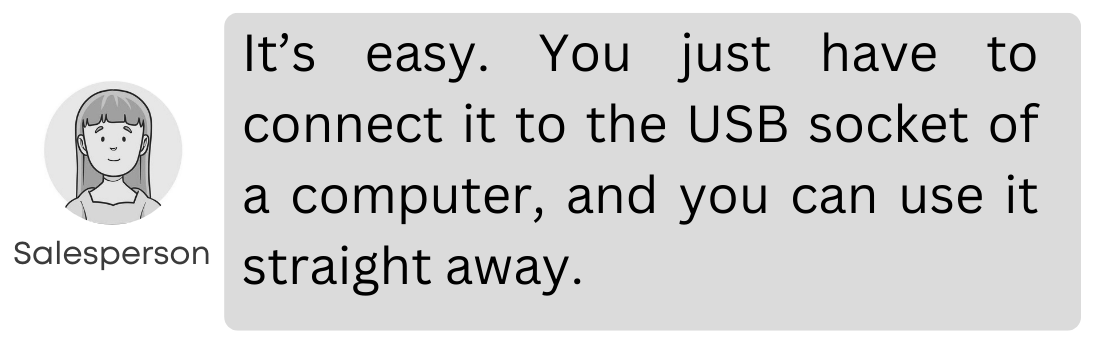 It’s easy. You just have to
connect it to the USB socket of
a computer, and you can use it
straight away.
Salesperson